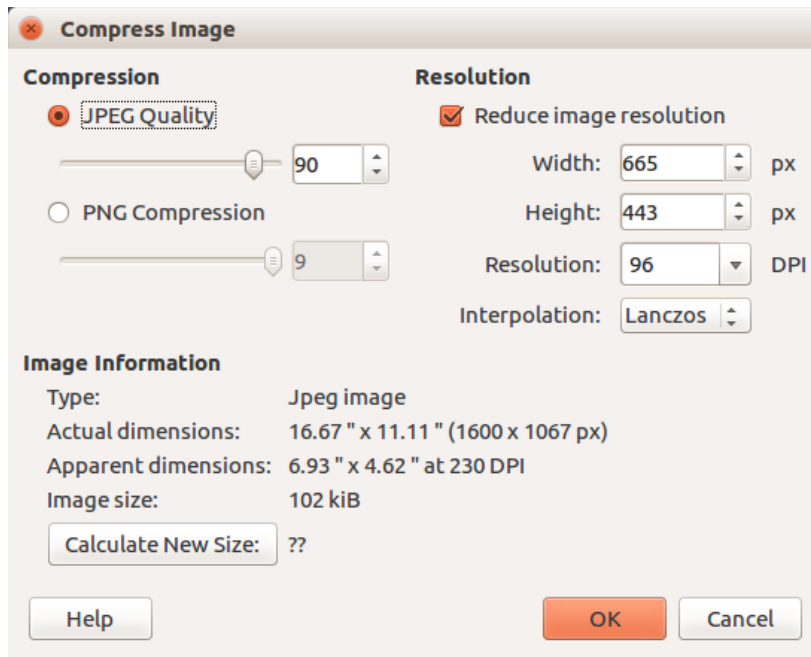 Compress Image
Compression
JPEG Quality
90
PNG Compression
9
Resolution
Reduce image resolution
Width: 665 px
Height: 443 px
Resolution: 96 DPI
Interpolation: Lanczos
Image Information
Type: Jpeg image
Actual dimensions: 16.67 " x 11.11 " (1600 x 1067 px)
Apparent dimensions: 6.93 " x 4.62 " at 230 DPI
Image size: 102 kiB
Calculate New Size: ??
Help OK Cancel